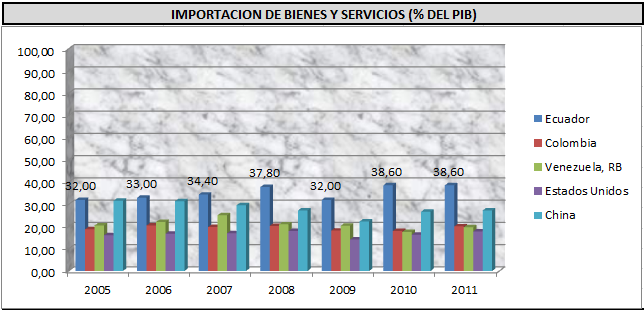 IMPORTACION DE BIENES Y SERVICIOS (% DEL PIB)
100,00
90,00
80,00
70,00
60,00
50,00
40,00
30,00
20,00
10,00
0,00
32,00 33,00 34,40 37,80 32,00 38,60 38,60
2005 2006 2007 2008 2009 2010 2011
Ecuador
Colombia
Venezuela, RB
Estados Unidos
China